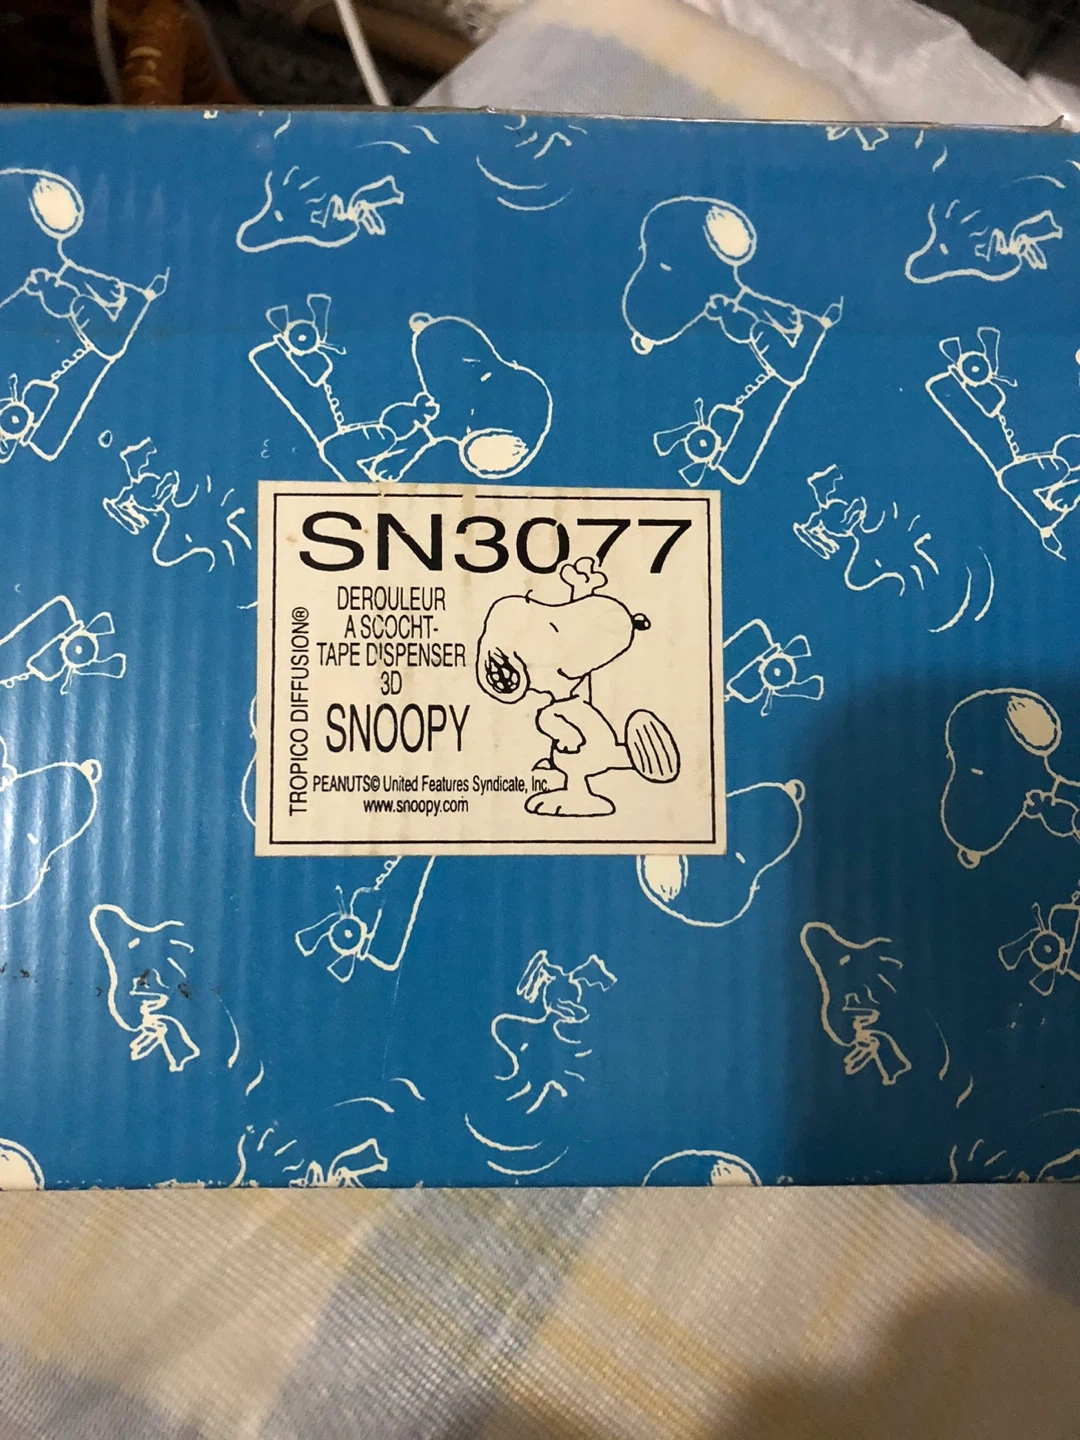 SN3077
DEROULEUR
A SCOCHT-
TAPE DISPENSER
3D
SNOOPY
TROPICO DIFFUSION®
PEANUTS© United Features Syndicate, Inc.
www.snoopy.com